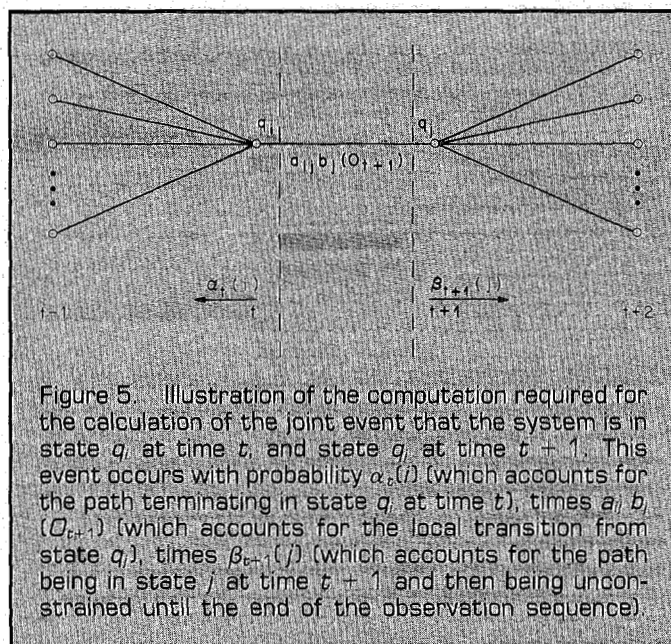 q_i q_j
a_ij b_j (O_t+1)
α_t(i) β_t+1(j)
t-1 t t+1 t+2
Figure 5. Illustration of the computation required for
the calculation of the joint event that the system is in
state q_i at time t, and state q_j at time t + 1. This
event occurs with probability α_t(i) (which accounts for
the path terminating in state q_i at time t), times a_ij b_j
(O_t+1) (which accounts for the local transition from
state q_i), times β_t+1(j) (which accounts for the path
being in state j at time t + 1 and then being uncon-
strained until the end of the observation sequence).